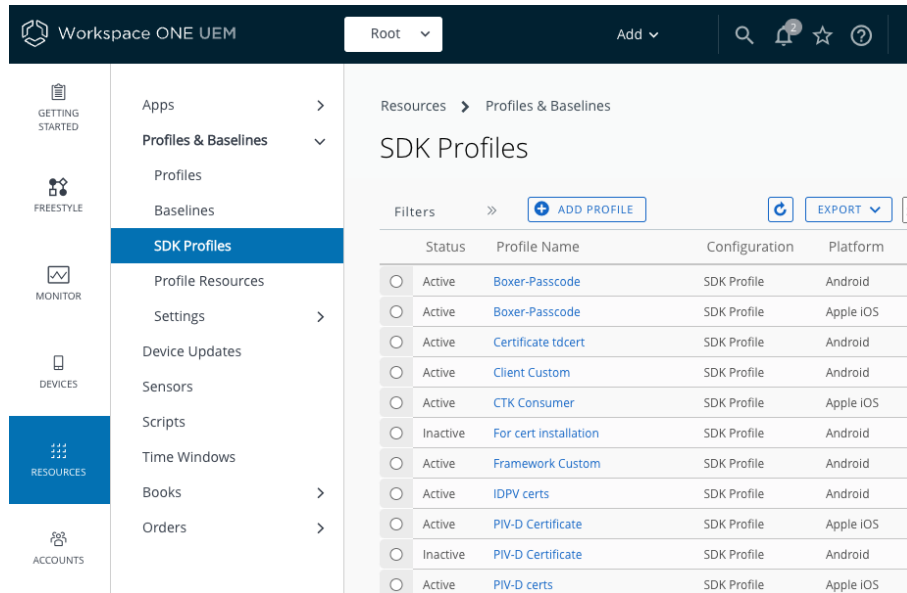 Workspace ONE UEM
Root
Add
2
GETTING STARTED
FREESTYLE
MONITOR
DEVICES
RESOURCES
ACCOUNTS
Apps
Profiles & Baselines
Profiles
Baselines
SDK Profiles
Profile Resources
Settings
Device Updates
Sensors
Scripts
Time Windows
Books
Orders
Resources > Profiles & Baselines
SDK Profiles
Filters » ADD PROFILE EXPORT
Status Profile Name Configuration Platform
Active Boxer-Passcode SDK Profile Android
Active Boxer-Passcode SDK Profile Apple iOS
Active Certificate tdcert SDK Profile Android
Active Client Custom SDK Profile Android
Active CTK Consumer SDK Profile Apple iOS
Inactive For cert installation SDK Profile Android
Active Framework Custom SDK Profile Android
Active IDPV certs SDK Profile Android
Active PIV-D Certificate SDK Profile Apple iOS
Inactive PIV-D Certificate SDK Profile Android
Active PIV-D certs SDK Profile Apple iOS